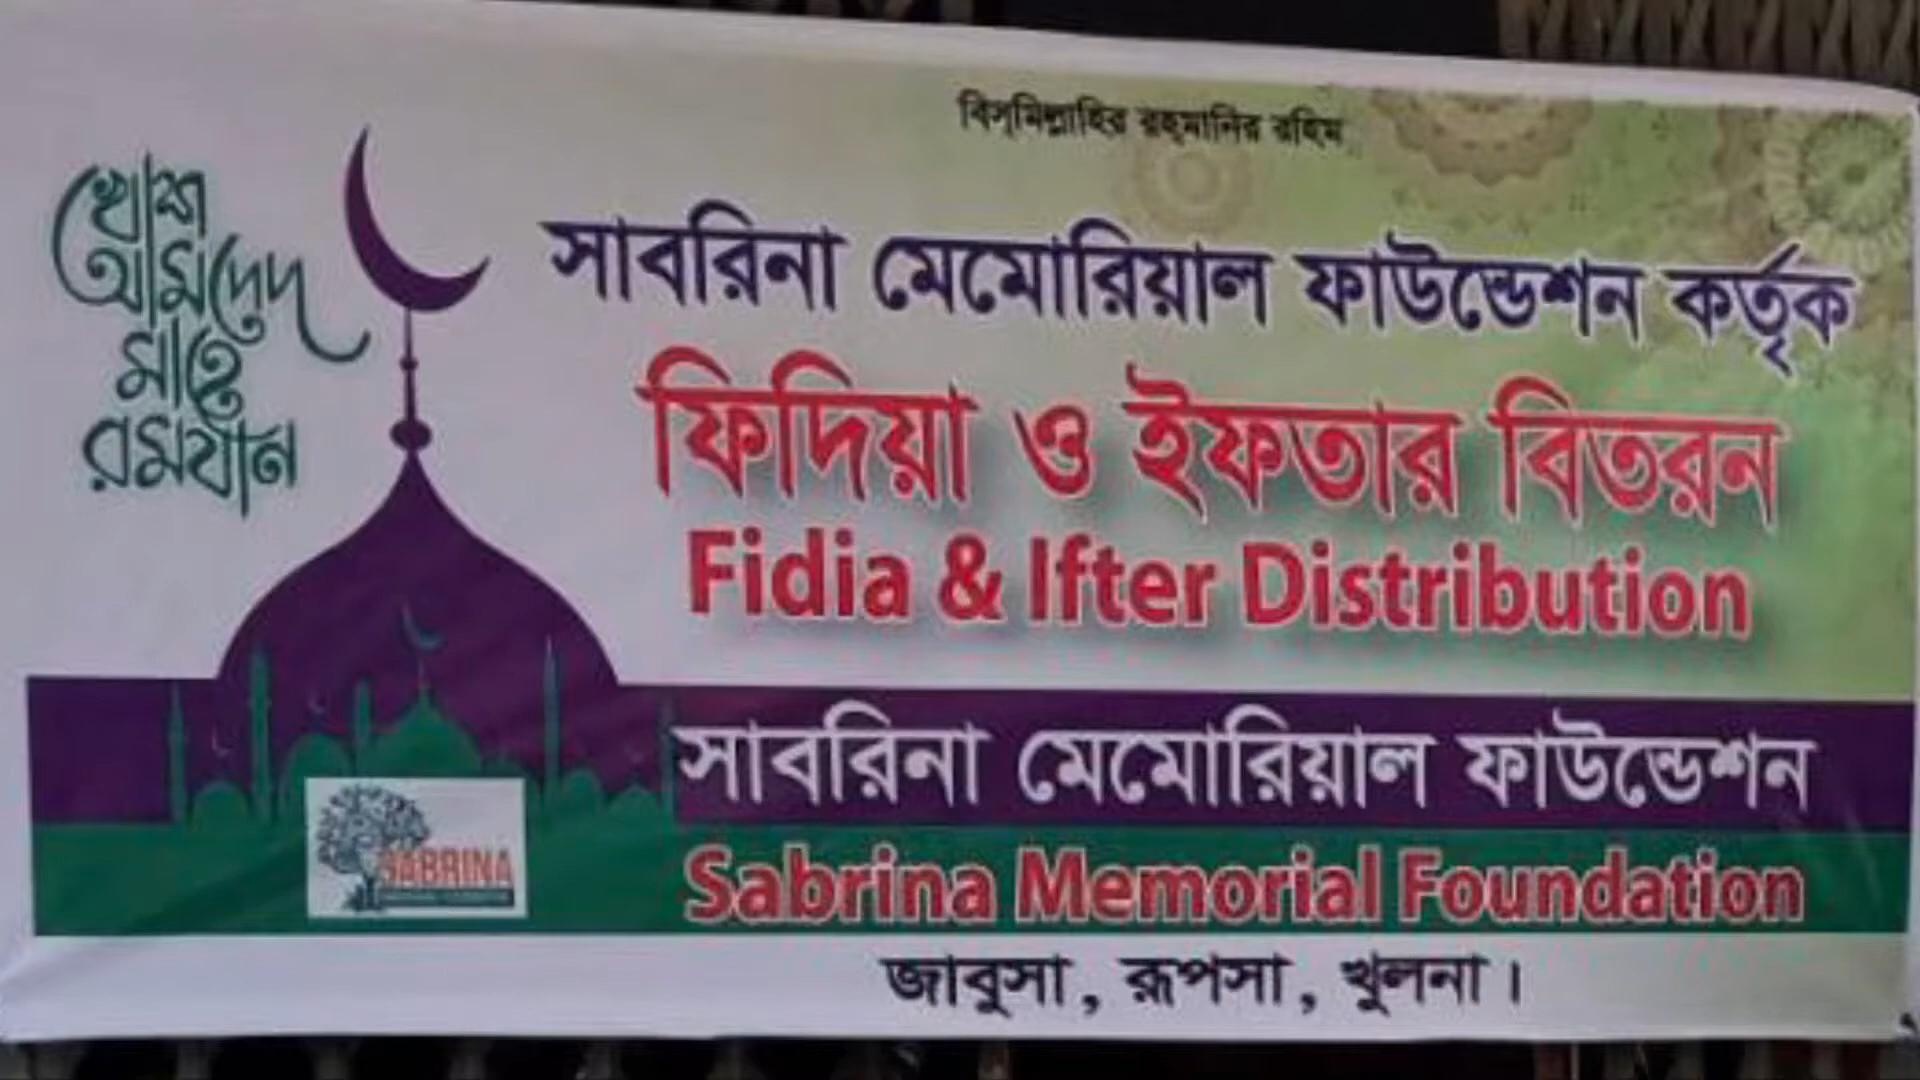 বিস্‌মিল্লাহির রহমানির রহিম
খোশ
আমদেদ
মাহে
রমযান
সাবরিনা মেমোরিয়াল ফাউন্ডেশন কর্তৃক
ফিদিয়া ও ইফতার বিতরন
Fidia & Ifter Distribution
সাবরিনা মেমোরিয়াল ফাউন্ডেশন
SABRINA
Sabrina Memorial Foundation
জাবুসা, রূপসা, খুলনা।